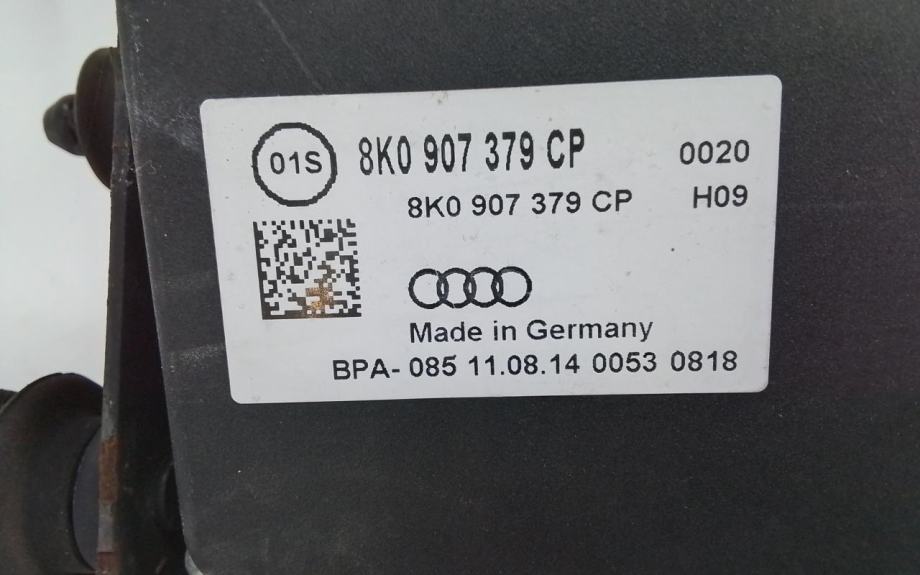 01S 8K0 907 379 CP 0020
8K0 907 379 CP H09
Made in Germany
BPA- 085 11.08.14 0053 0818